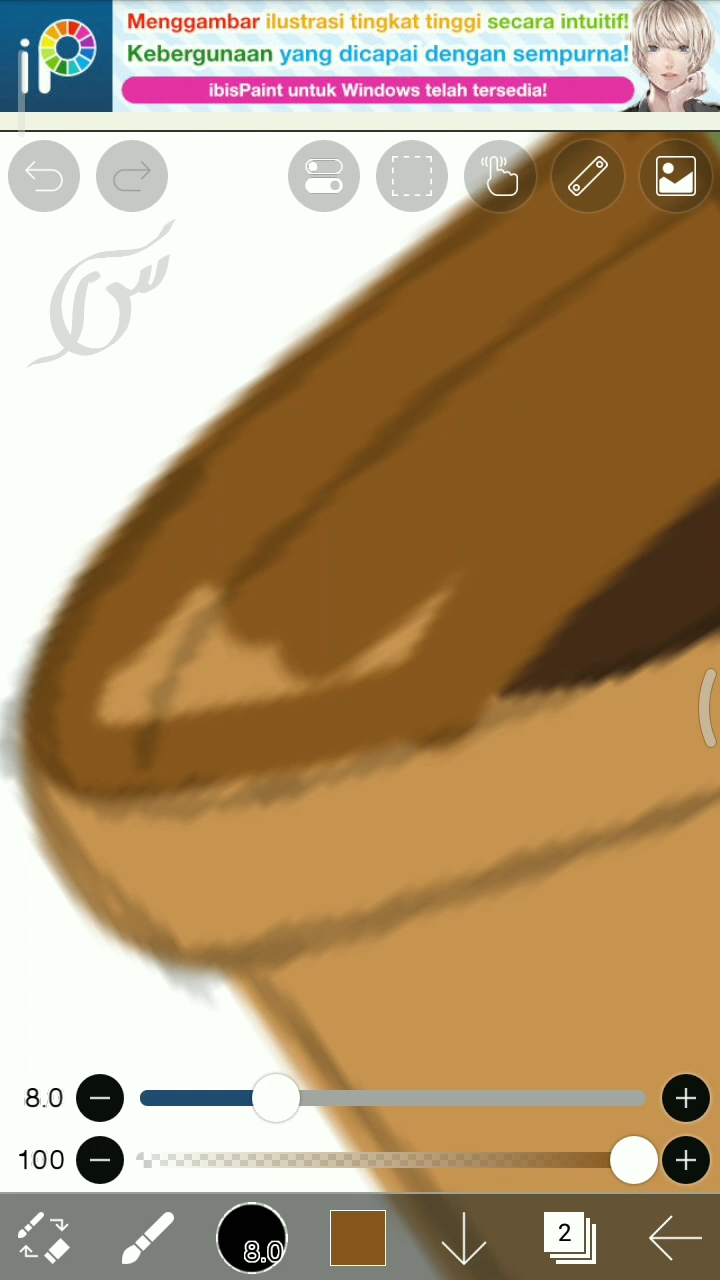 Menggambar ilustrasi tingkat tinggi secara intuitif!
Kebergunaan yang dicapai dengan sempurna!
ibisPaint untuk Windows telah tersedia!
8.0
100
8.0
2